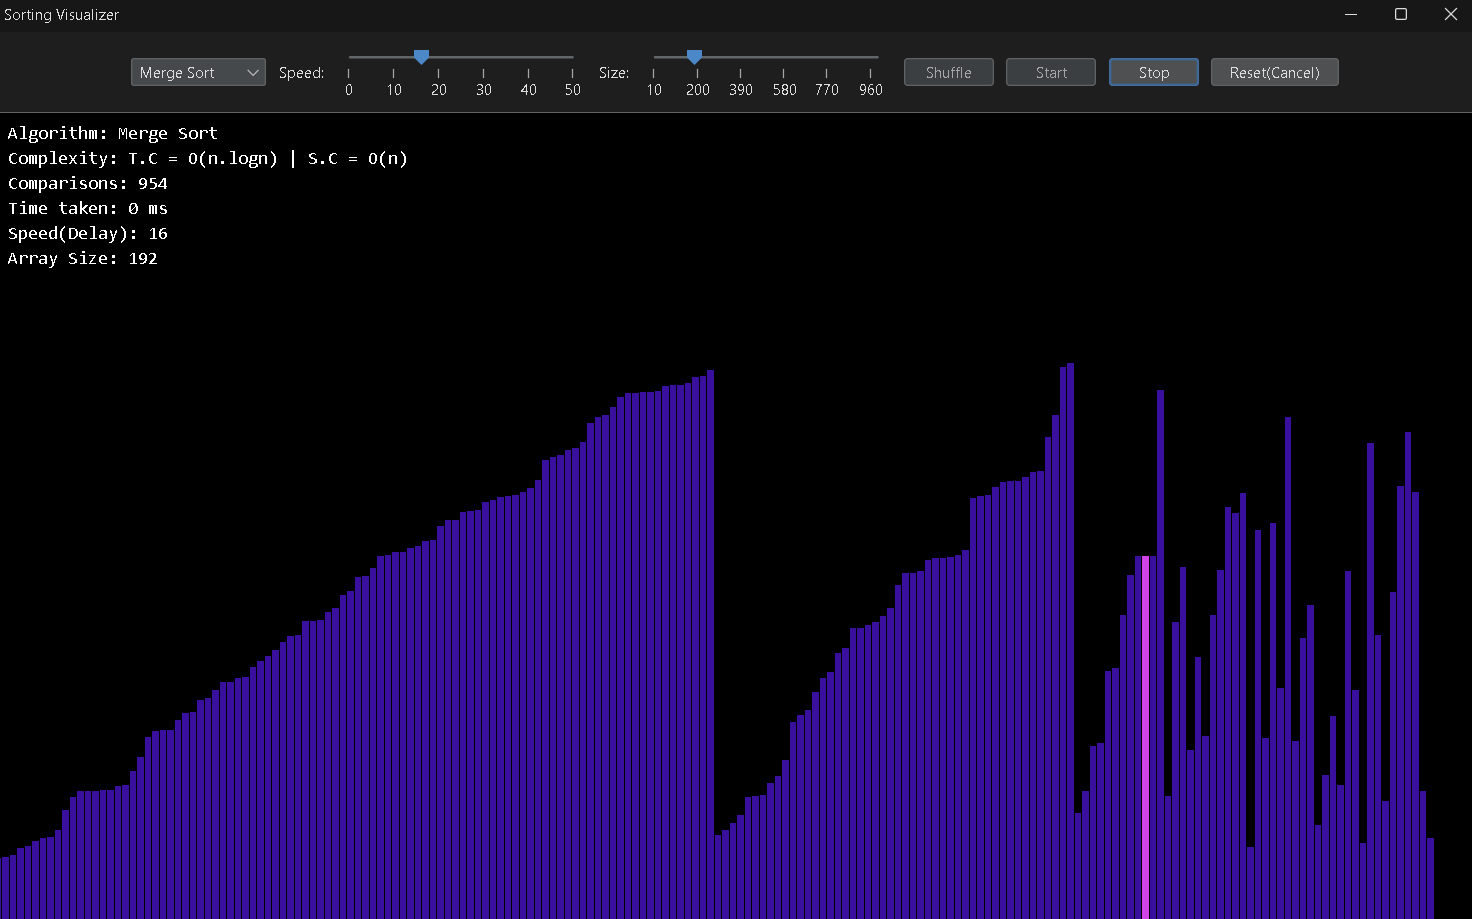 Sorting Visualizer
Merge Sort Speed: Size: Shuffle Start Stop Reset(Cancel)
0 10 20 30 40 50 10 200 390 580 770 960
Algorithm: Merge Sort
Complexity: T.C = O(n.logn) | S.C = O(n)
Comparisons: 954
Time taken: 0 ms
Speed(Delay): 16
Array Size: 192